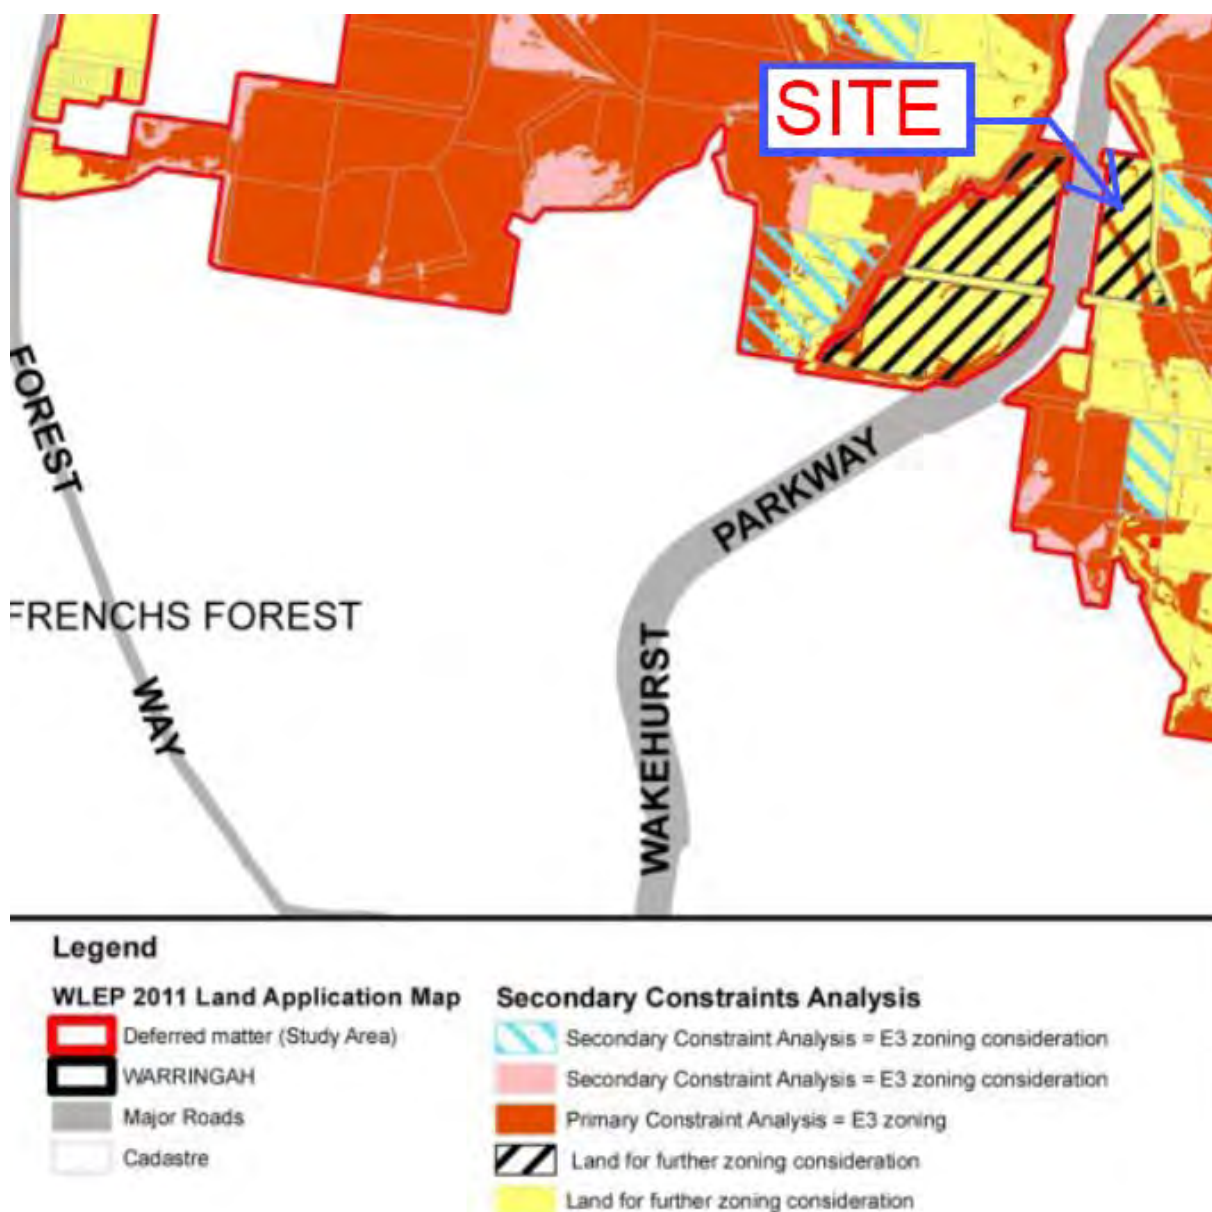 SITE
FOREST
WAY
PARKWAY
WAKEHURST
FRENCHS FOREST
Legend
WLEP 2011 Land Application Map
Deferred matter (Study Area)
WARRINGAH
Major Roads
Cadastre
Secondary Constraints Analysis
Secondary Constraint Analysis = E3 zoning consideration
Secondary Constraint Analysis = E3 zoning consideration
Primary Constraint Analysis = E3 zoning
Land for further zoning consideration
Land for further zoning consideration